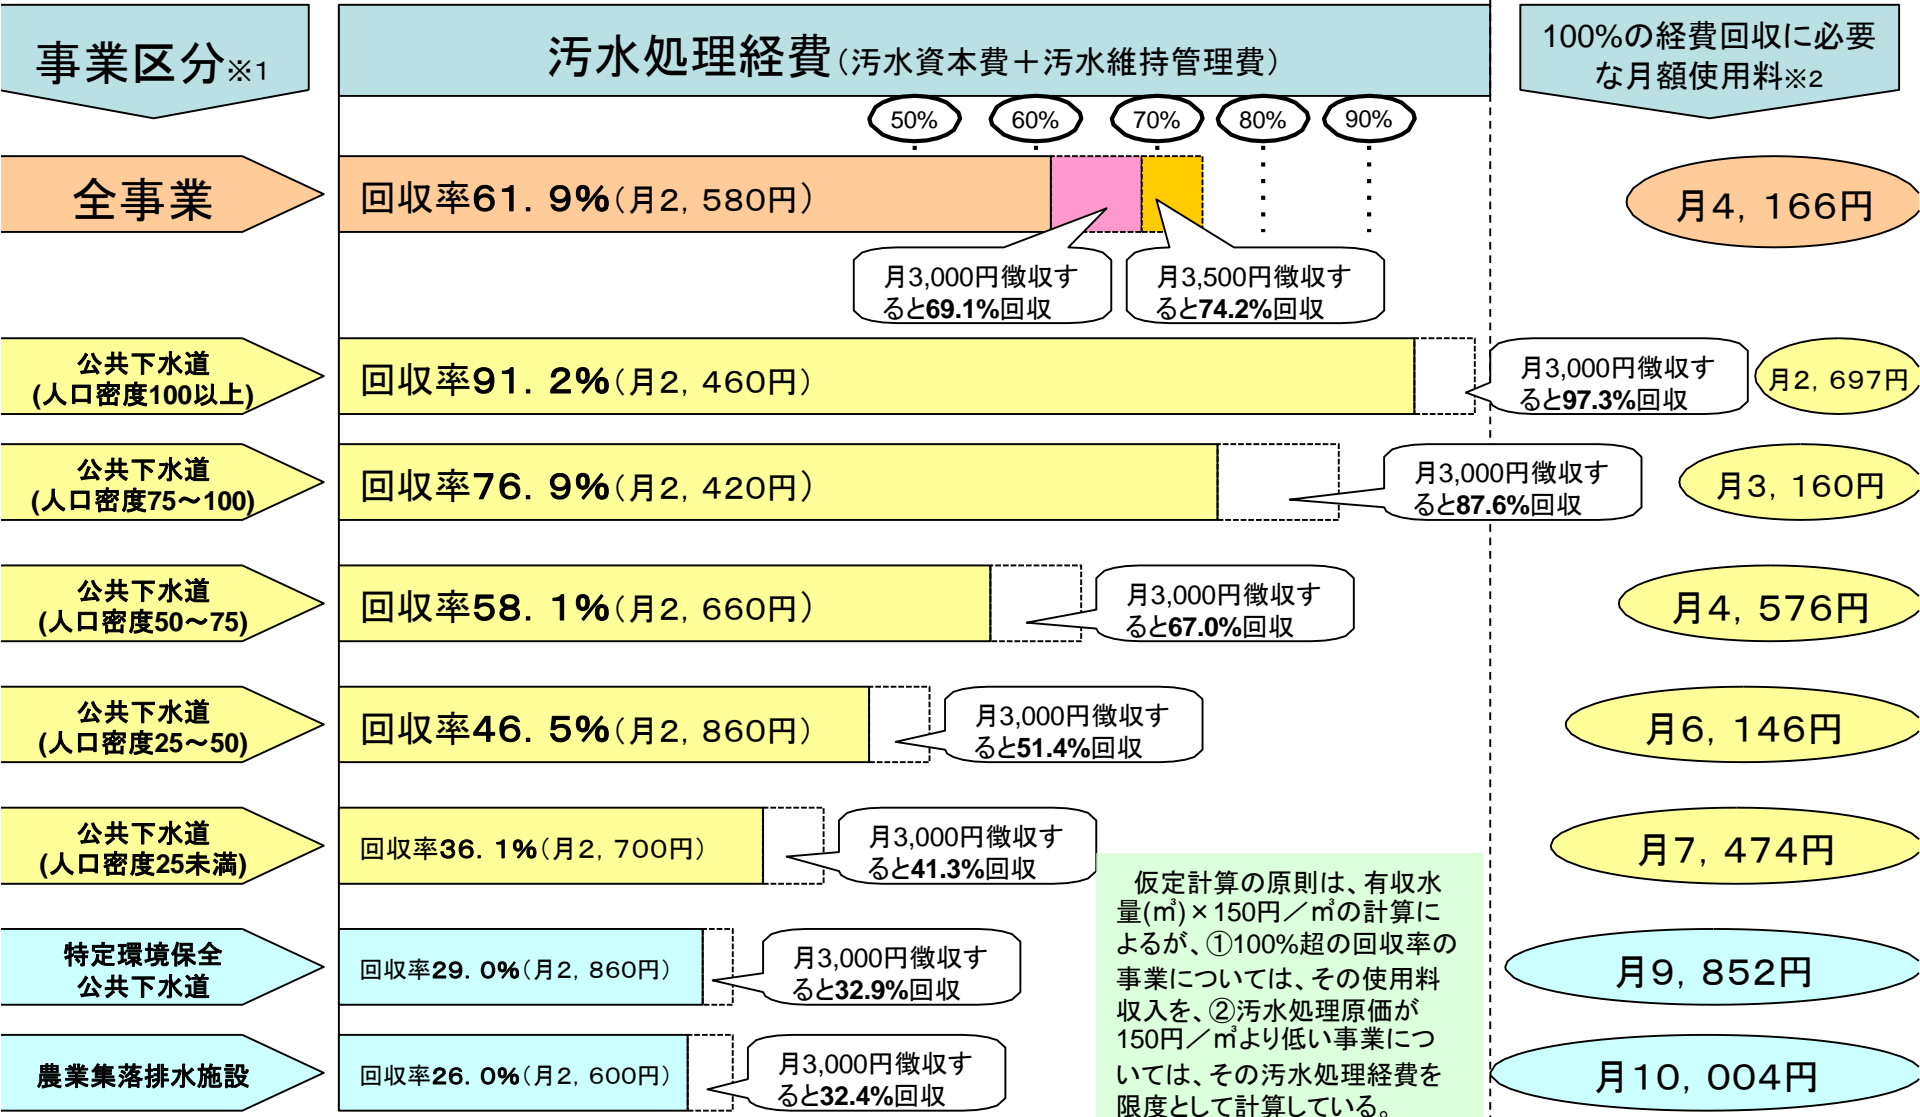 事業区分※1
汚水処理経費(汚水資本費+汚水維持管理費)
100%の経費回収に必要
な月額使用料※2
50%
60%
70%
80%
90%
全事業
回収率61．9%(月2，580円)
月4，166円
月3,000円徴収す
ると69.1%回収
月3,500円徴収す
ると74.2%回収
公共下水道
(人口密度100以上)
回収率91．2%(月2，460円)
月3,000円徴収す
ると97.3%回収
月2，697円
公共下水道
(人口密度75～100)
回収率76．9%(月2，420円)
月3,000円徴収す
ると87.6%回収
月3，160円
公共下水道
(人口密度50～75)
回収率58．1%(月2，660円)
月3,000円徴収す
ると67.0%回収
月4，576円
公共下水道
(人口密度25～50)
回収率46．5%(月2，860円)
月3,000円徴収す
ると51.4%回収
月6，146円
公共下水道
(人口密度25未満)
回収率36．1%(月2，700円)
月3,000円徴収す
ると41.3%回収
月7，474円
特定環境保全
公共下水道
回収率29．0%(月2，860円)
月3,000円徴収す
ると32.9%回収
月9，852円
農業集落排水施設
回収率26．0%(月2，600円)
月3,000円徴収す
ると32.4%回収
月10，004円
仮定計算の原則は、有収水
量(㎥)×150円／㎥の計算に
よるが、①100%超の回収率の
事業については、その使用料
収入を、②汚水処理原価が
150円／㎥より低い事業につ
いては、その汚水処理経費を
限度として計算している。